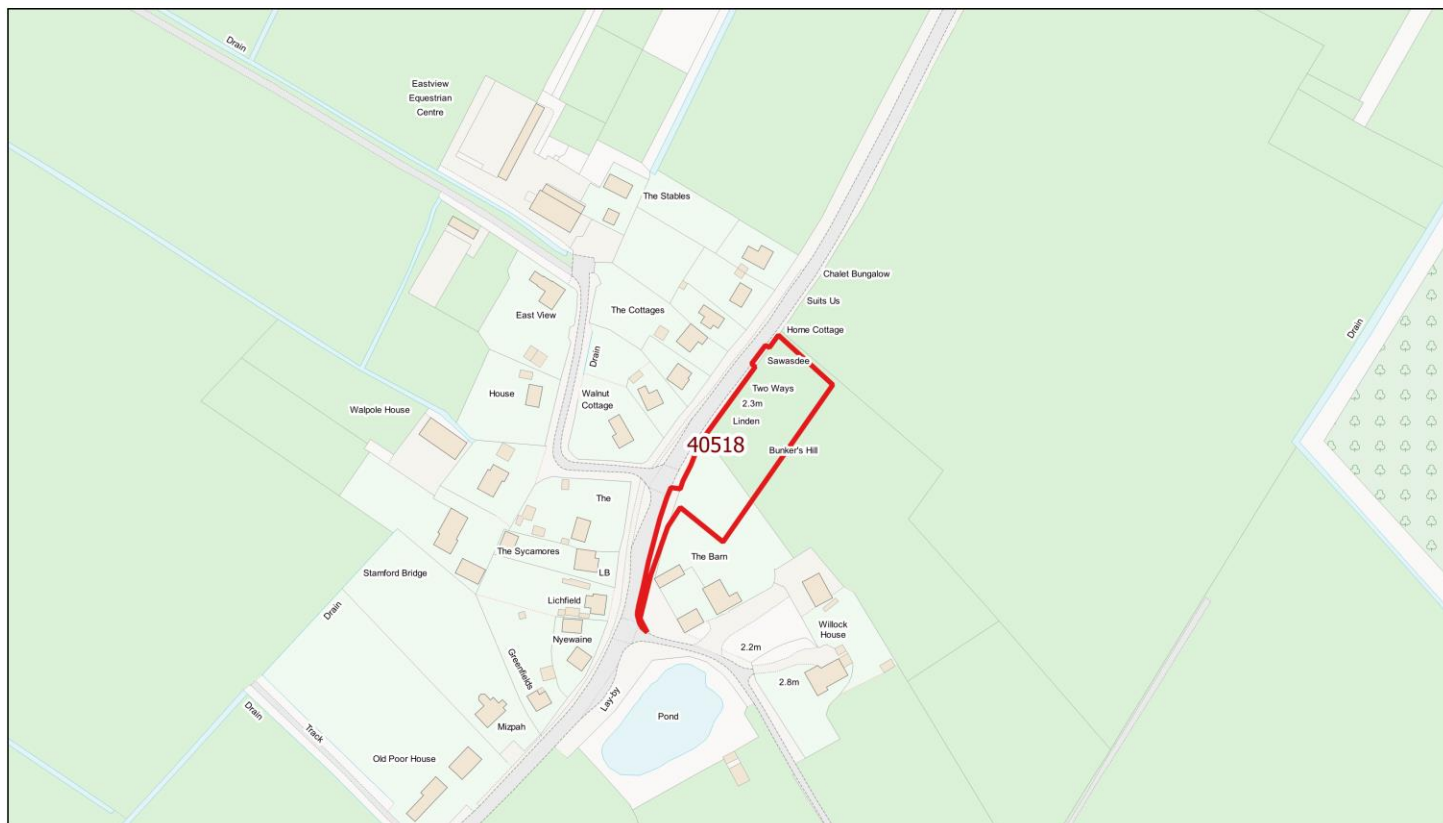 Drain
Eastview
Equestrian
Centre
The Stables
Chalet Bungalow
Suits Us
The Cottages
East View
Home Cottage
Drain
Drain
Sawasdee
Two Ways
House
Walnut
Cottage
2.3m
Walpole House
Linden
40518
Bunker's Hill
The
The Sycamores
The Barn
LB
Stamford Bridge
Lichfield
Drain
Willock
House
Nyewaine
2.2m
Greenfields
2.8m
Lay-by
Drain
Pond
Mizpah
Track
Old Poor House